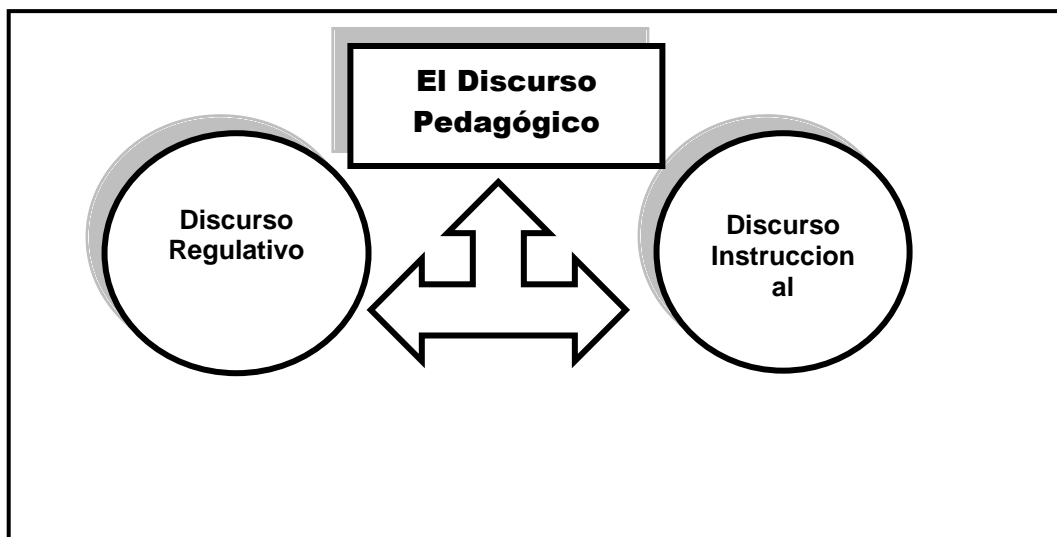 El Discurso
Pedagógico
Discurso
Regulativo
Discurso
Instruccion
al